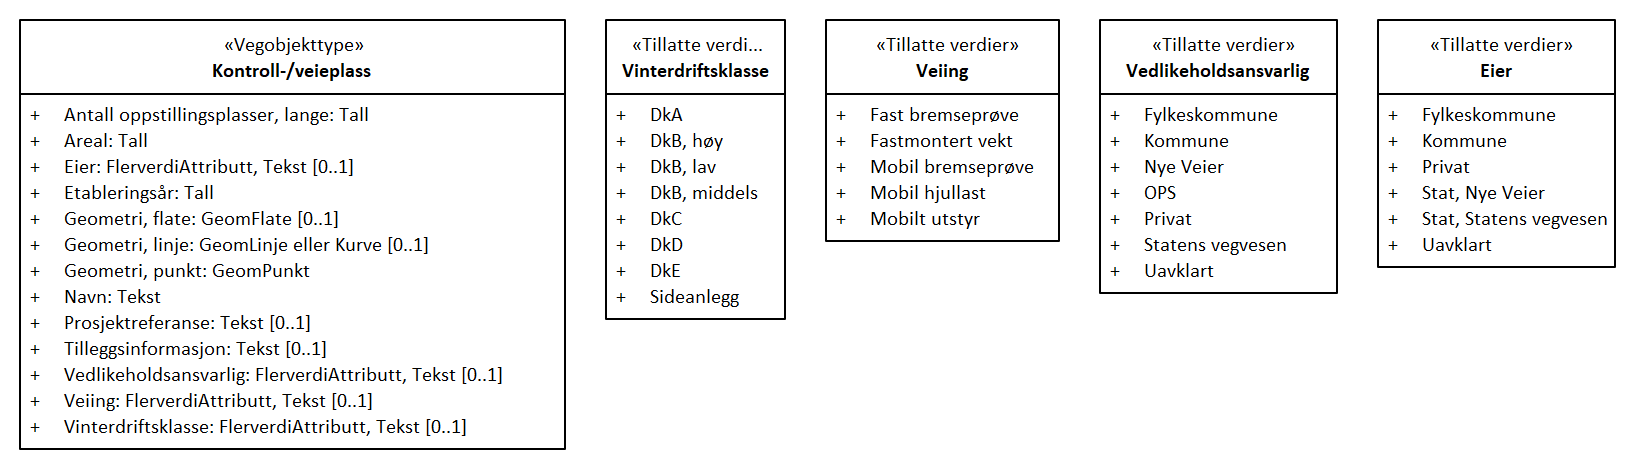 «Vegobjekttype»
Kontroll-/veieplass
+ Antall oppstillingsplasser, lange: Tall
+ Areal: Tall
+ Eier: FlerverdiAttributt, Tekst [0..1]
+ Etableringsår: Tall
+ Geometri, flate: GeomFlate [0..1]
+ Geometri, linje: GeomLinje eller Kurve [0..1]
+ Geometri, punkt: GeomPunkt
+ Navn: Tekst
+ Prosjektreferanse: Tekst [0..1]
+ Tilleggsinformasjon: Tekst [0..1]
+ Vedlikeholdsansvarlig: FlerverdiAttributt, Tekst [0..1]
+ Veiing: FlerverdiAttributt, Tekst [0..1]
+ Vinterdriftsklasse: FlerverdiAttributt, Tekst [0..1]
«Tillatte verdi...
Vinterdriftsklasse
+ DkA
+ DkB, høy
+ DkB, lav
+ DkB, middels
+ DkC
+ DkD
+ DkE
+ Sideanlegg
«Tillatte verdier»
Veiing
+ Fast bremseprøve
+ Fastmontert vekt
+ Mobil bremseprøve
+ Mobil hjullast
+ Mobilt utstyr
«Tillatte verdier»
Vedlikeholdsansvarlig
+ Fylkeskommune
+ Kommune
+ Nye Veier
+ OPS
+ Privat
+ Statens vegvesen
+ Uavklart
«Tillatte verdier»
Eier
+ Fylkeskommune
+ Kommune
+ Privat
+ Stat, Nye Veier
+ Stat, Statens vegvesen
+ Uavklart